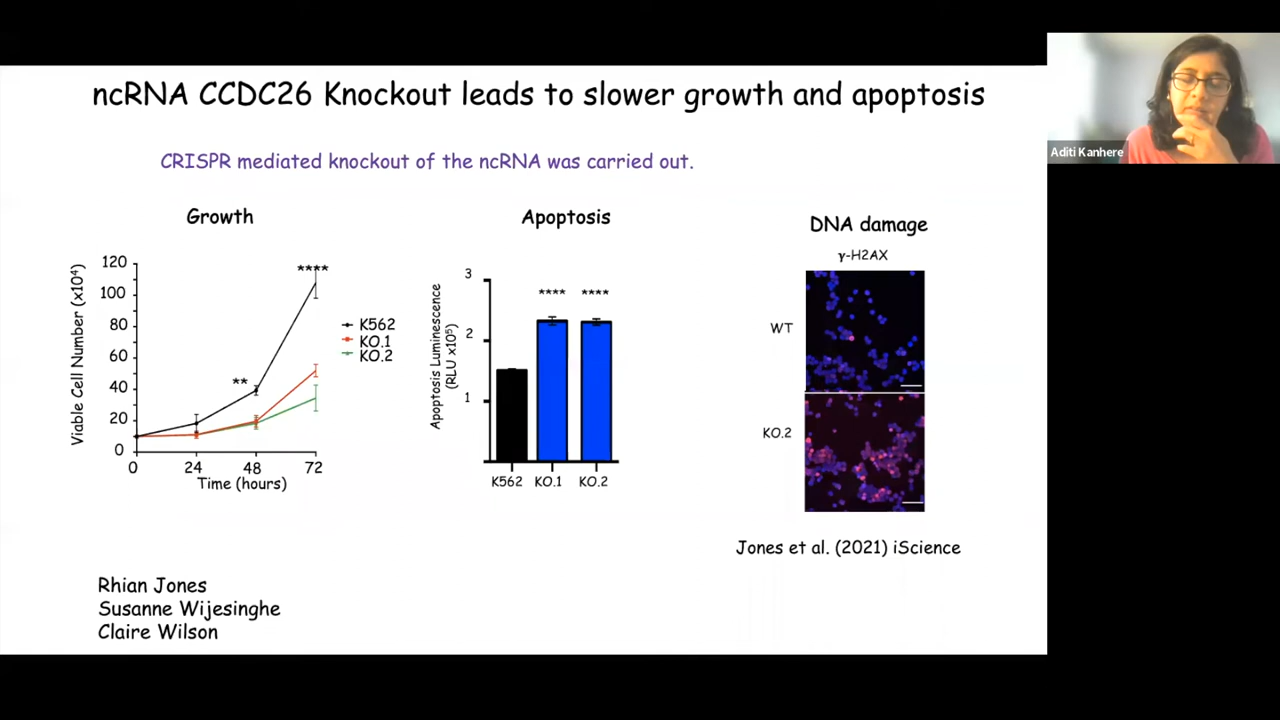 ncRNA CCDC26 Knockout leads to slower growth and apoptosis
Aditi Kanhere
CRISPR mediated knockout of the ncRNA was carried out.
Growth
Viable Cell Number (x10⁴)
120
100
80
60
40
20
0
0
24
48
72
Time (hours)
**
****
K562
KO.1
KO.2
Apoptosis
Apoptosis Luminescence
(RLU x10⁵)
3
2
1
****
****
K562
KO.1
KO.2
DNA damage
γ-H2AX
WT
KO.2
Jones et al. (2021) iScience
Rhian Jones
Susanne Wijesinghe
Claire Wilson